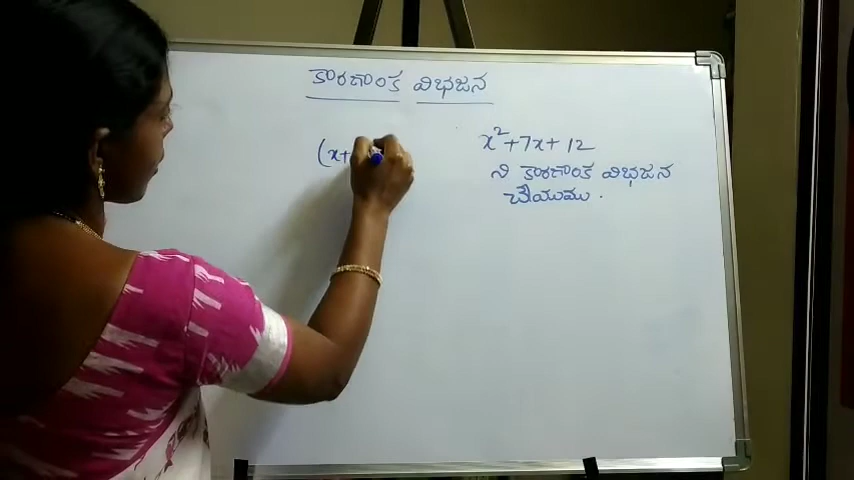 కారణాంక విభజన
(x+
x²+7x+12
ని కారణాంక విభజన
చేయుము.